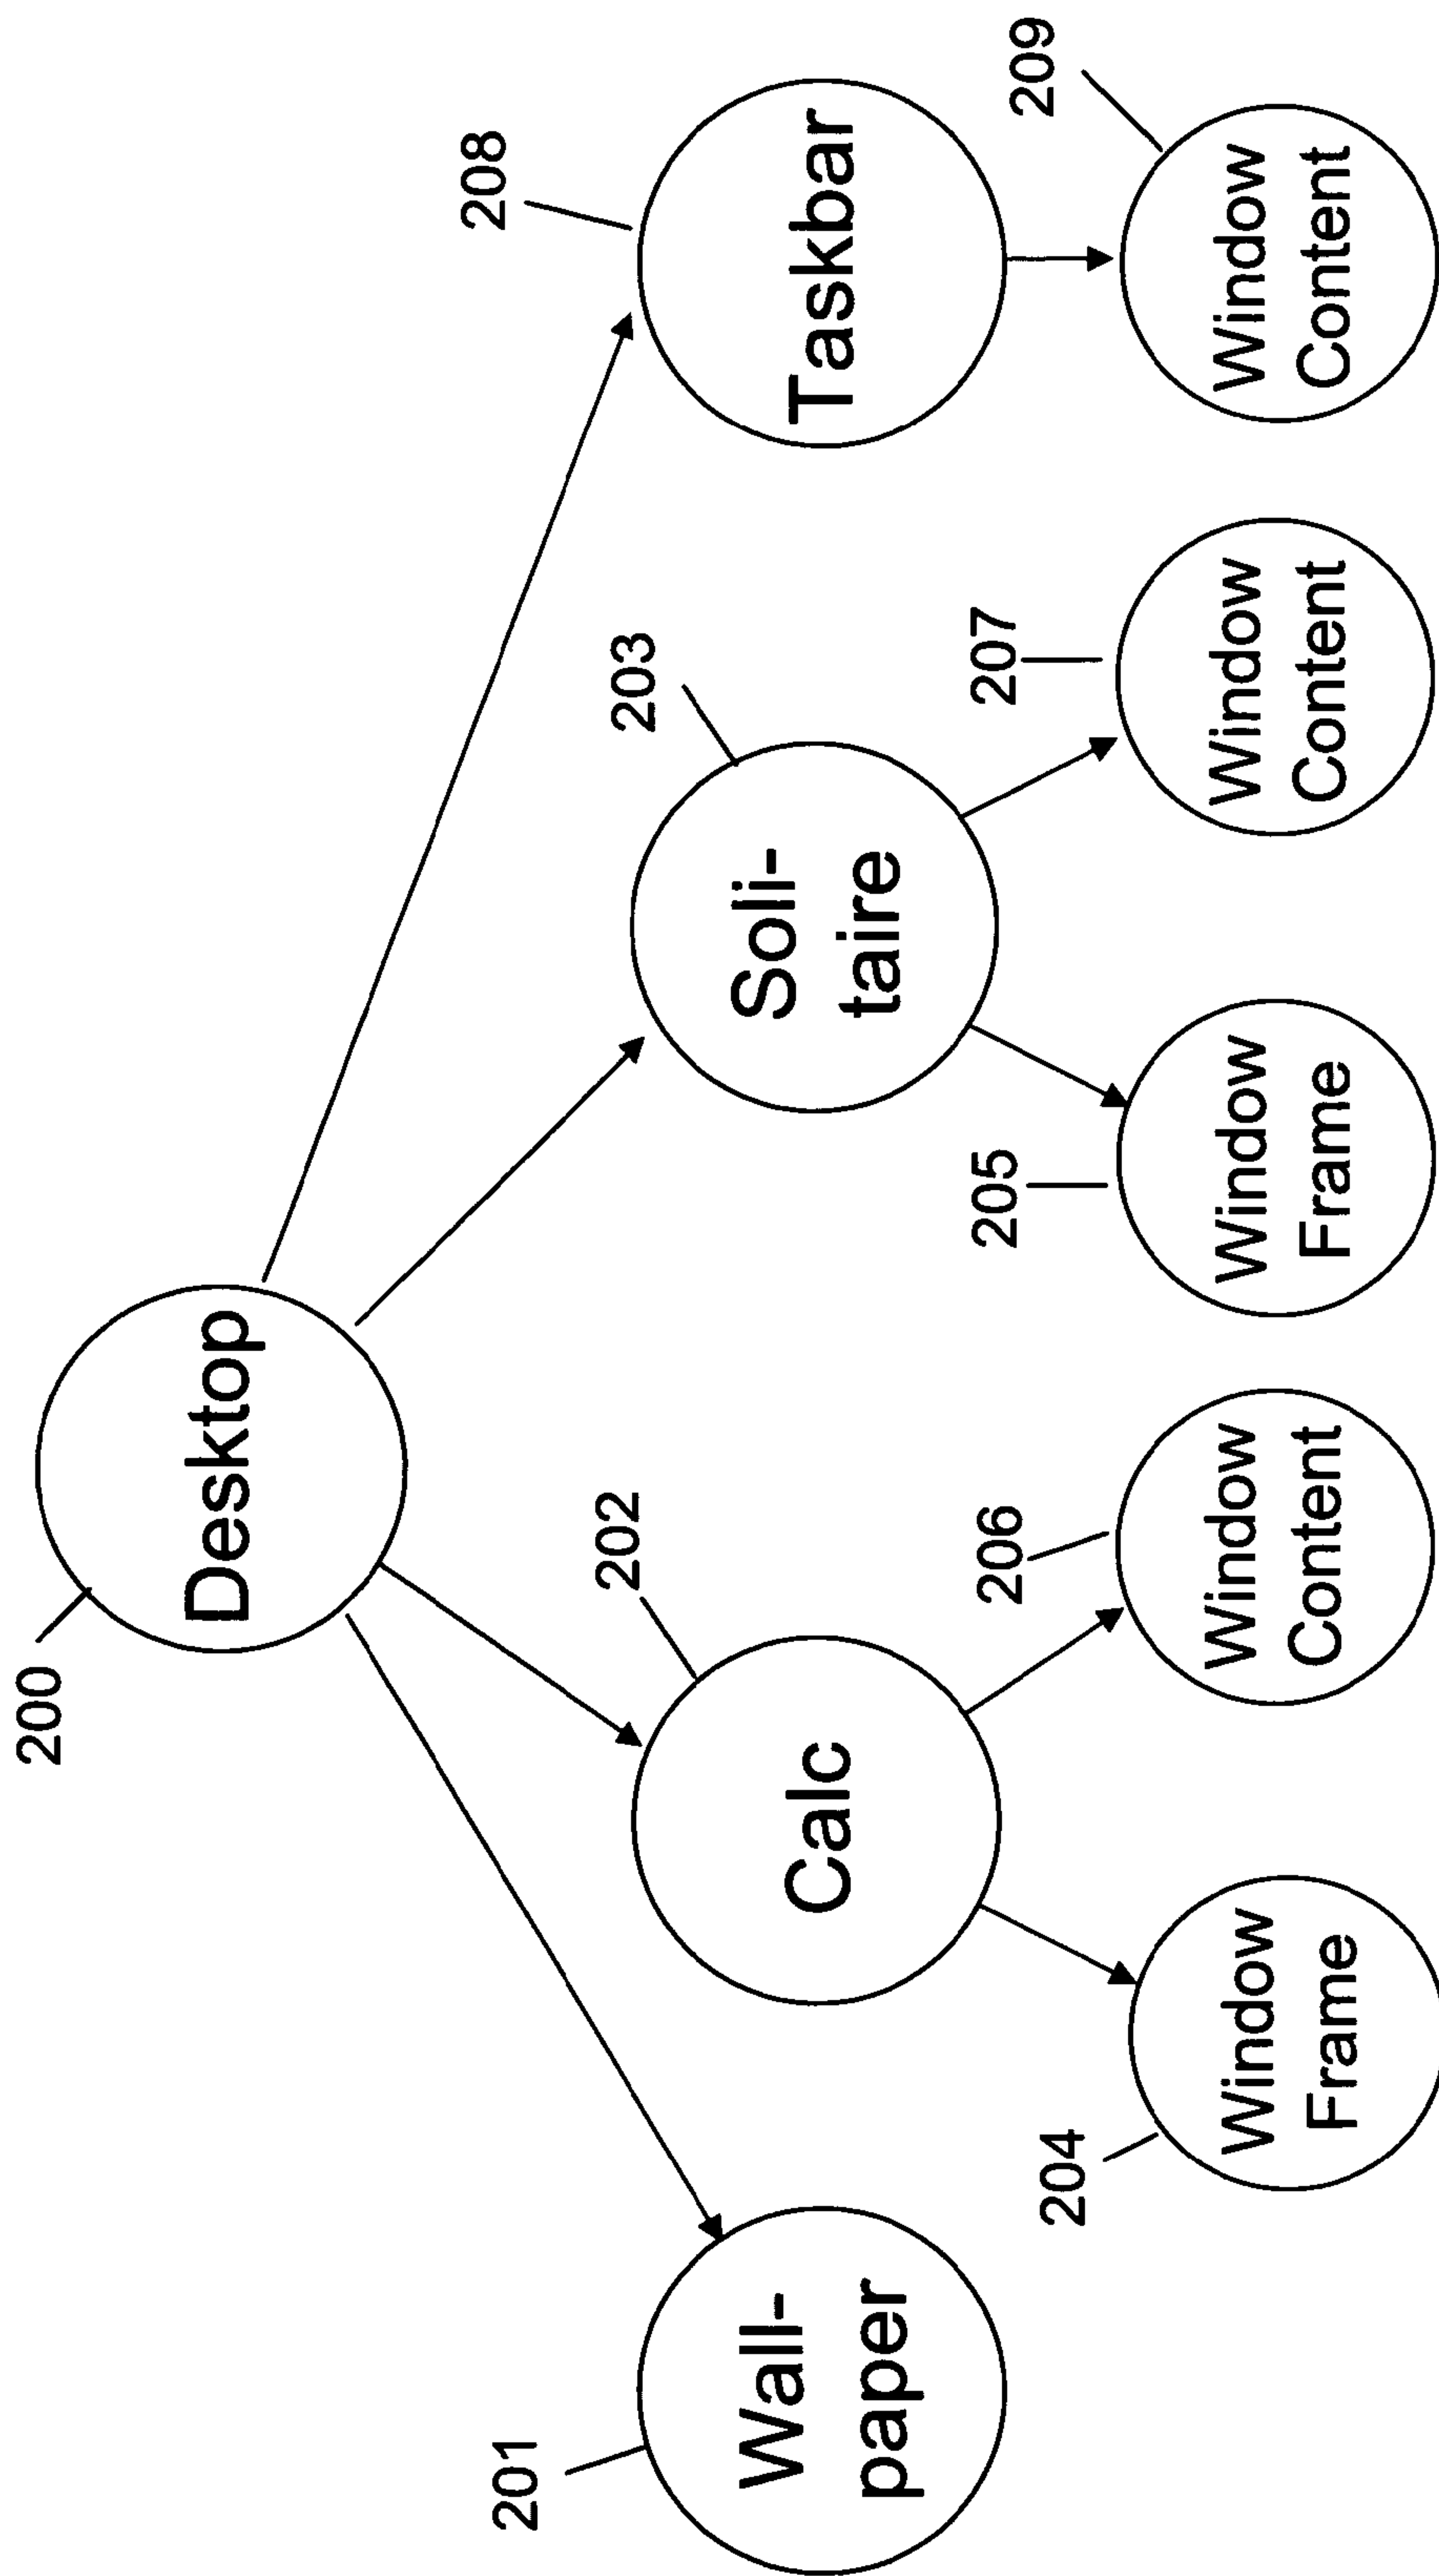 200
Desktop
201
Wall-
paper
202
Calc
203
Soli-
taire
208
Taskbar
204
Window
Frame
206
Window
Content
205
Window
Frame
207
Window
Content
209
Window
Content